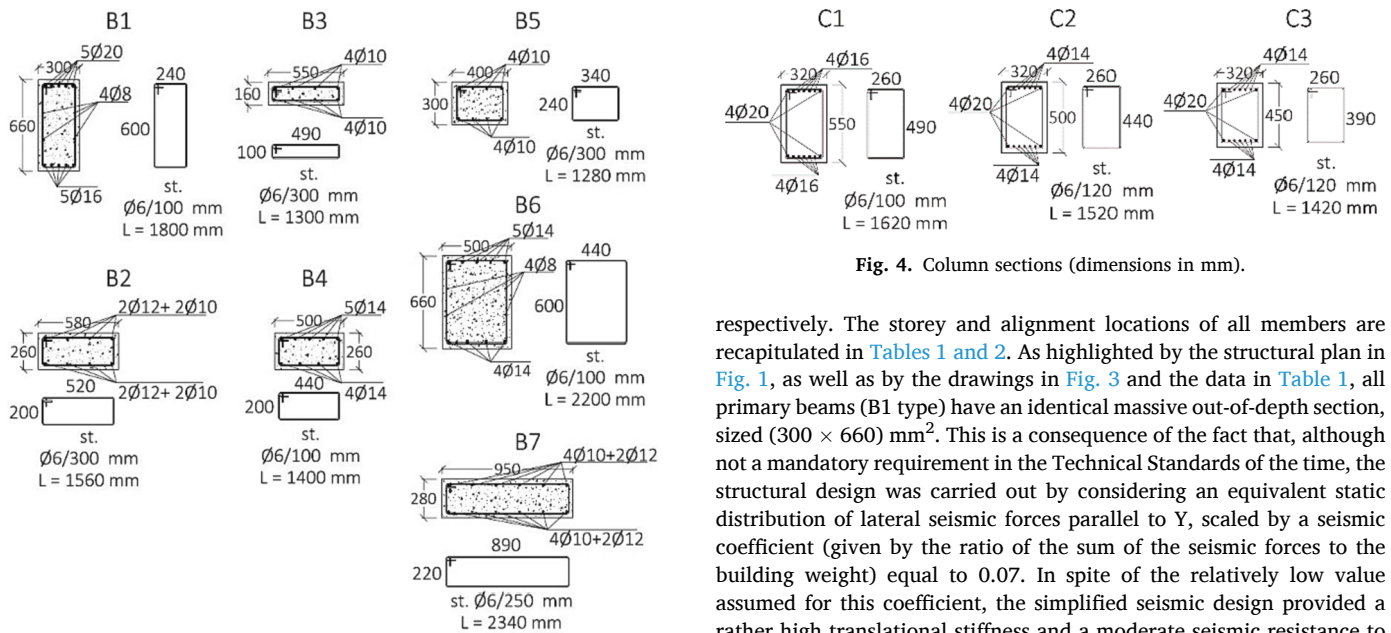 B1
5Ø20
300
240
4Ø8
660
600
5Ø16
st.
Ø6/100 mm
L = 1800 mm
B2
2Ø12+ 2Ø10
580
260
520
2Ø12+ 2Ø10
200
st.
Ø6/300 mm
L = 1560 mm
B3
4Ø10
550
160
490
4Ø10
100
st.
Ø6/300 mm
L = 1300 mm
B4
5Ø14
500
260
440
4Ø14
200
st.
Ø6/100 mm
L = 1400 mm
B5
4Ø10
400
340
300
240
4Ø10
st.
Ø6/300 mm
L = 1280 mm
B6
5Ø14
500
440
4Ø8
660
600
4Ø14
st.
Ø6/100 mm
L = 2200 mm
B7
4Ø10+2Ø12
950
280
4Ø10+2Ø12
890
220
st. Ø6/250 mm
L = 2340 mm
C1
4Ø16
320
260
4Ø20
550
490
4Ø16
st.
Ø6/100 mm
L = 1620 mm
C2
4Ø14
320
260
4Ø20
500
440
4Ø14
st.
Ø6/120 mm
L = 1520 mm
C3
4Ø14
320
260
4Ø20
450
390
4Ø14
st.
Ø6/120 mm
L = 1420 mm
Fig. 4. Column sections (dimensions in mm).
respectively. The storey and alignment locations of all members are
recapitulated in Tables 1 and 2. As highlighted by the structural plan in
Fig. 1, as well as by the drawings in Fig. 3 and the data in Table 1, all
primary beams (B1 type) have an identical massive out-of-depth section,
sized (300 × 660) mm². This is a consequence of the fact that, although
not a mandatory requirement in the Technical Standards of the time, the
structural design was carried out by considering an equivalent static
distribution of lateral seismic forces parallel to Y, scaled by a seismic
coefficient (given by the ratio of the sum of the seismic forces to the
building weight) equal to 0.07. In spite of the relatively low value
assumed for this coefficient, the simplified seismic design provided a
rather high translational stiffness and a moderate seismic resistance to